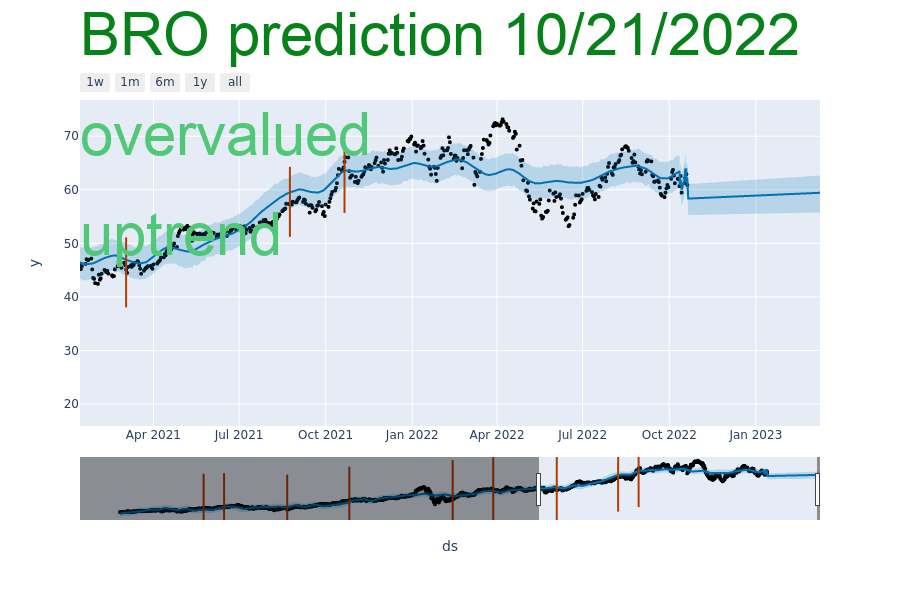 BRO prediction 10/21/2022
1w 1m 6m 1y all
overvalued
uptrend
70
60
50
40
30
20
y
Apr 2021 Jul 2021 Oct 2021 Jan 2022 Apr 2022 Jul 2022 Oct 2022 Jan 2023
ds